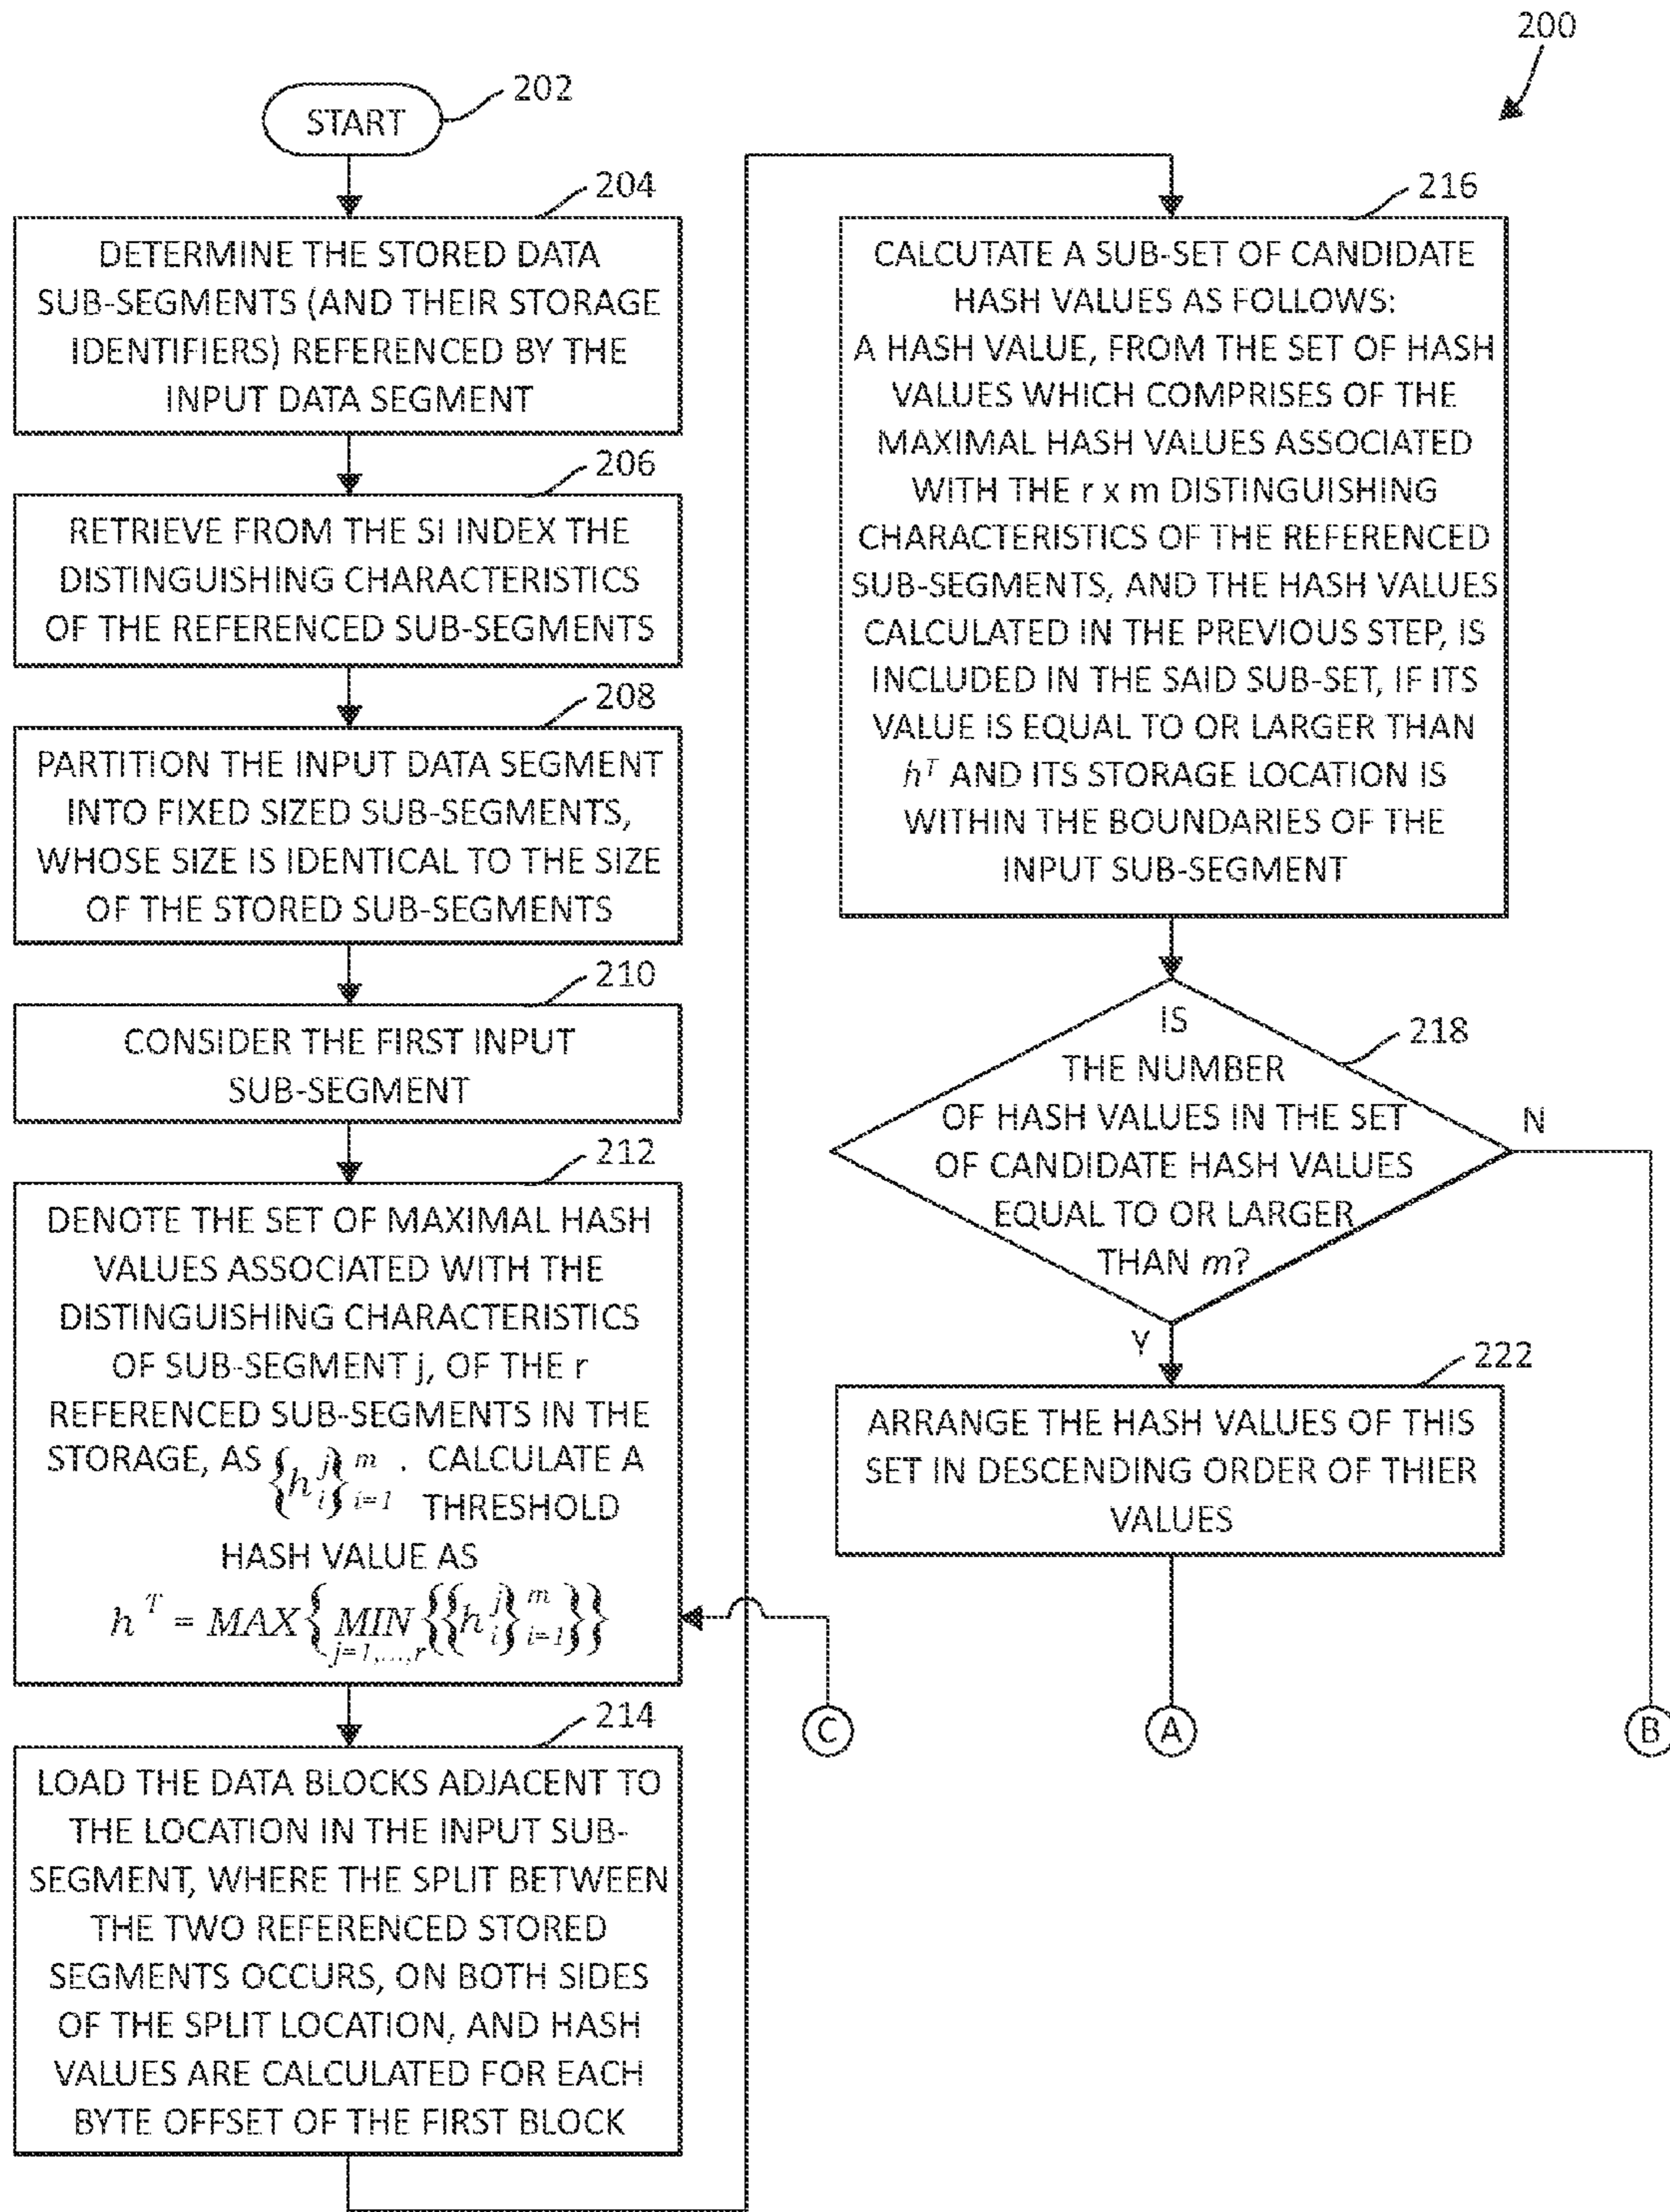 200
START
202
204
DETERMINE THE STORED DATA
SUB-SEGMENTS (AND THEIR STORAGE
IDENTIFIERS) REFERENCED BY THE
INPUT DATA SEGMENT
206
RETRIEVE FROM THE SI INDEX THE
DISTINGUISHING CHARACTERISTICS
OF THE REFERENCED SUB-SEGMENTS
208
PARTITION THE INPUT DATA SEGMENT
INTO FIXED SIZED SUB-SEGMENTS,
WHOSE SIZE IS IDENTICAL TO THE SIZE
OF THE STORED SUB-SEGMENTS
210
CONSIDER THE FIRST INPUT
SUB-SEGMENT
212
DENOTE THE SET OF MAXIMAL HASH
VALUES ASSOCIATED WITH THE
DISTINGUISHING CHARACTERISTICS
OF SUB-SEGMENT j, OF THE r
REFERENCED SUB-SEGMENTS IN THE
STORAGE, AS {h_i^j}_{i=1}^m . CALCULATE A
THRESHOLD
HASH VALUE AS
h^T = MAX{MIN_{j=1,...,r}{{h_i^j}_{i=1}^m}}
214
LOAD THE DATA BLOCKS ADJACENT TO
THE LOCATION IN THE INPUT SUB-
SEGMENT, WHERE THE SPLIT BETWEEN
THE TWO REFERENCED STORED
SEGMENTS OCCURS, ON BOTH SIDES
OF THE SPLIT LOCATION, AND HASH
VALUES ARE CALCULATED FOR EACH
BYTE OFFSET OF THE FIRST BLOCK
216
CALCUTATE A SUB-SET OF CANDIDATE
HASH VALUES AS FOLLOWS:
A HASH VALUE, FROM THE SET OF HASH
VALUES WHICH COMPRISES OF THE
MAXIMAL HASH VALUES ASSOCIATED
WITH THE r x m DISTINGUISHING
CHARACTERISTICS OF THE REFERENCED
SUB-SEGMENTS, AND THE HASH VALUES
CALCULATED IN THE PREVIOUS STEP, IS
INCLUDED IN THE SAID SUB-SET, IF ITS
VALUE IS EQUAL TO OR LARGER THAN
h^T AND ITS STORAGE LOCATION IS
WITHIN THE BOUNDARIES OF THE
INPUT SUB-SEGMENT
218
IS
THE NUMBER
OF HASH VALUES IN THE SET
OF CANDIDATE HASH VALUES
EQUAL TO OR LARGER
THAN m?
N
Y
222
ARRANGE THE HASH VALUES OF THIS
SET IN DESCENDING ORDER OF THIER
VALUES
C
A
B